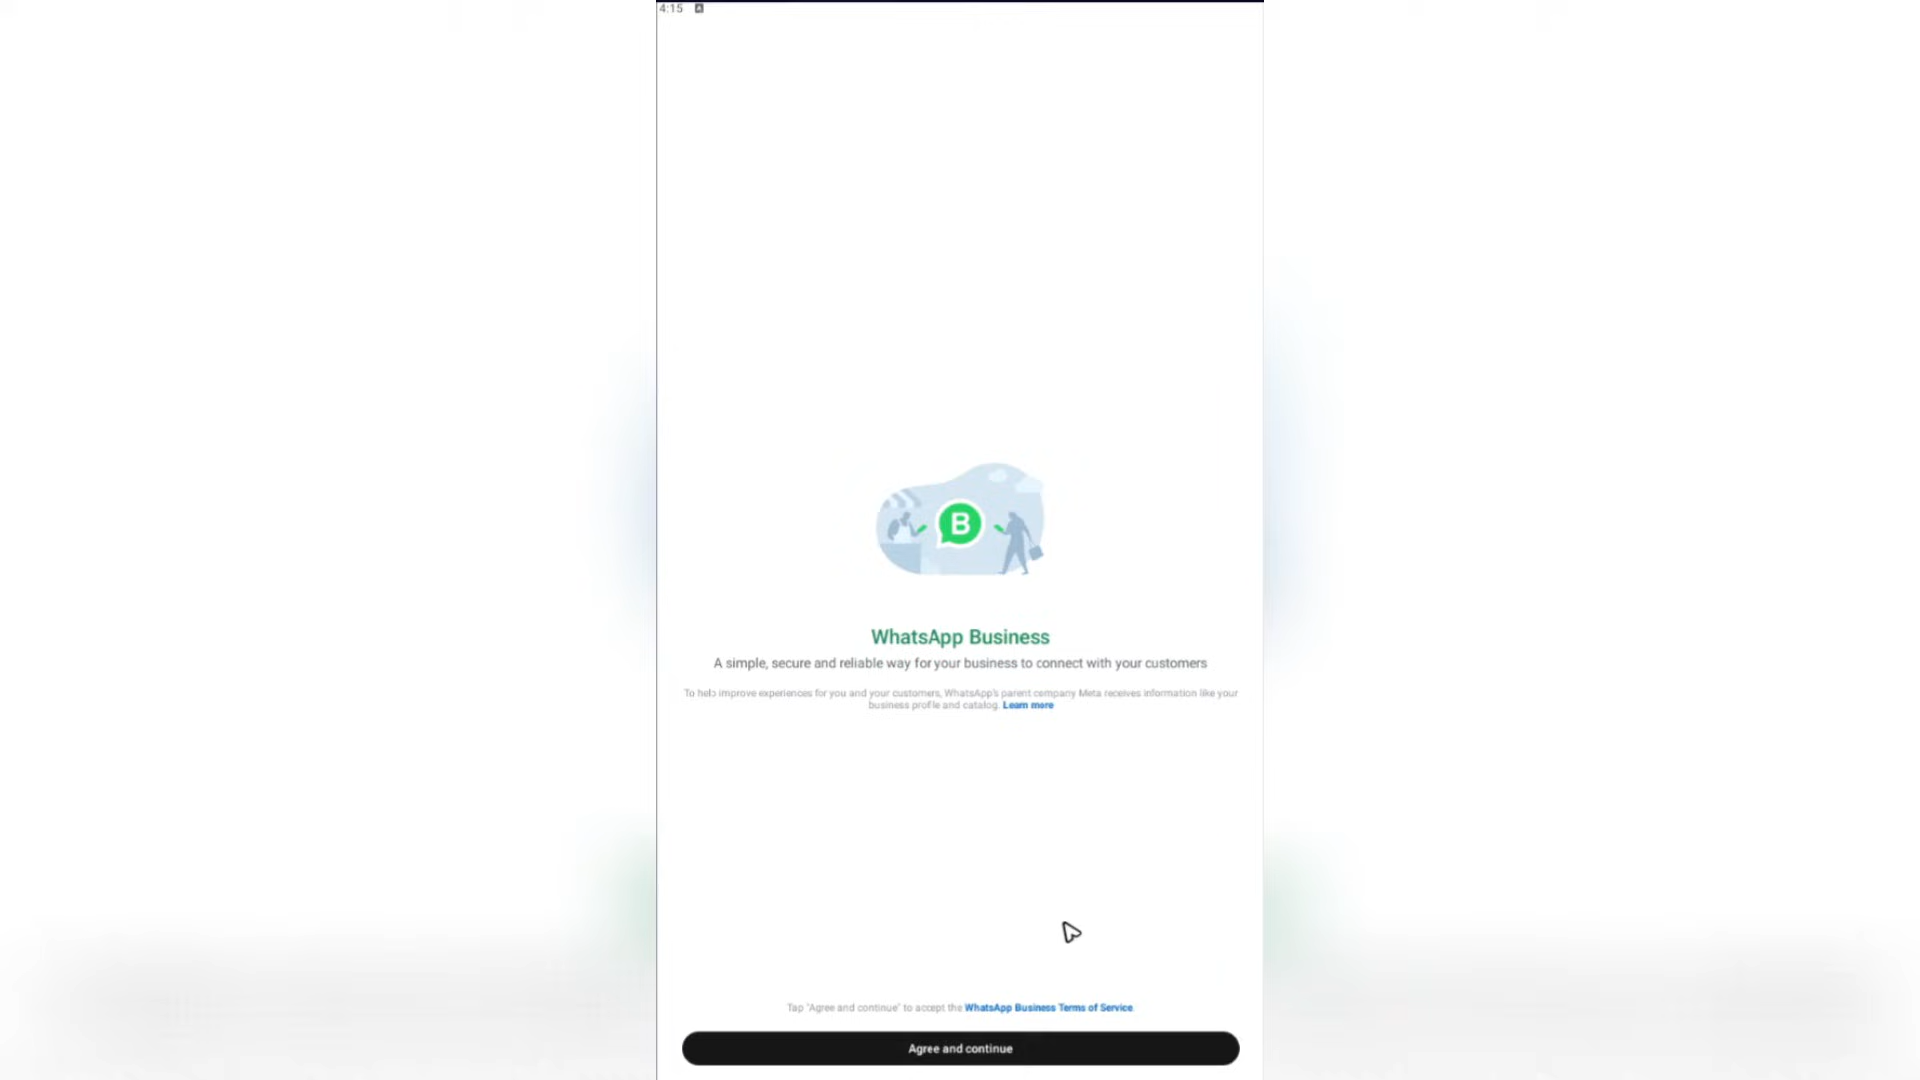 4:15
B
WhatsApp Business
A simple, secure and reliable way for your business to connect with your customers
To help improve experiences for you and your customers, WhatsApp's parent company Meta receives information like your
business profile and catalog. Learn more
Tap "Agree and continue" to accept the WhatsApp Business Terms of Service.
Agree and continue